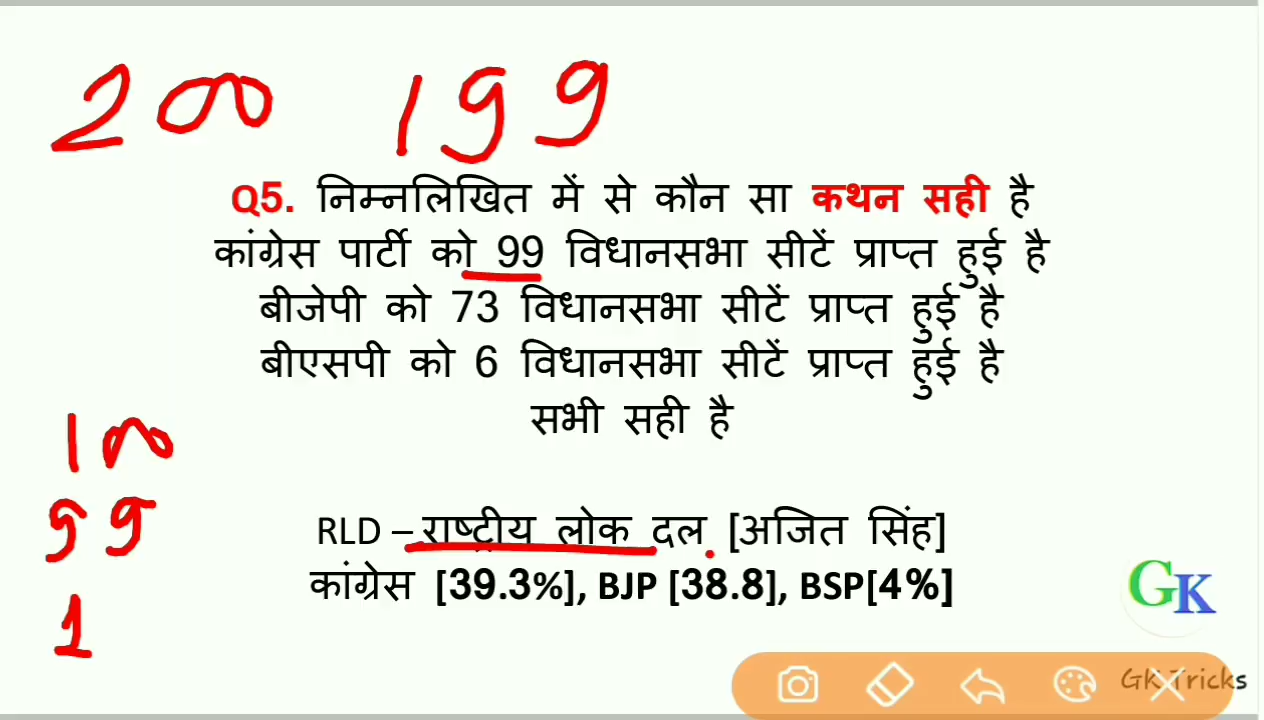 200 199
Q5. निम्नलिखित में से कौन सा कथन सही है
कांग्रेस पार्टी को 99 विधानसभा सीटें प्राप्त हुई है
बीजेपी को 73 विधानसभा सीटें प्राप्त हुई है
बीएसपी को 6 विधानसभा सीटें प्राप्त हुई है
सभी सही है
100
99
1
RLD – राष्ट्रीय लोक दल [अजित सिंह]
कांग्रेस [39.3%], BJP [38.8], BSP[4%]
GK
GK Tricks